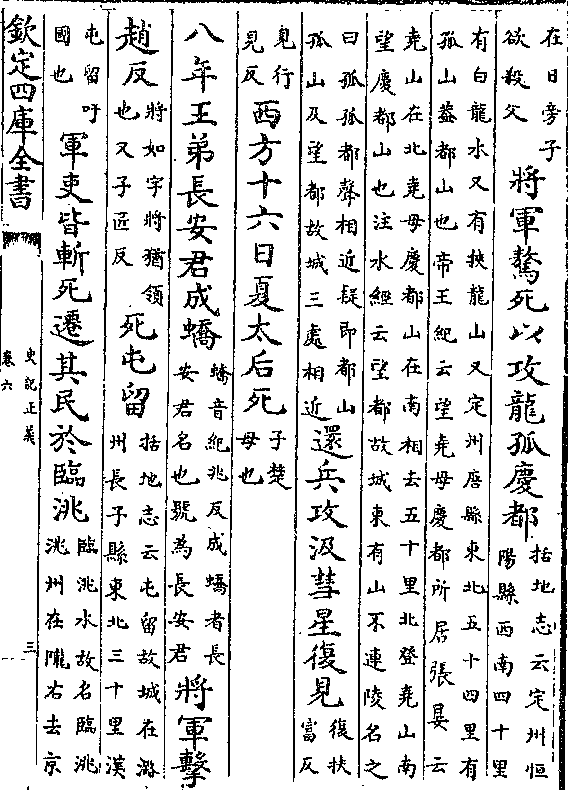 在日旁子
欲殺父
將軍驁死以攻龍孤慶都
括地志云定州恒
陽縣西南四十里
有白龍水又有挾龍山又定州唐縣東北五十四里有
孤山蓋都山也帝王紀云望堯母慶都所居張晏云
堯山在北堯母慶都山在南相去五十里北登堯山南
望慶都山也注水經云望都故城東有山不連陵名之
曰孤孤都聲相近疑即都山
孤山及望都故城三處相近
還兵攻汲彗星復見
復扶
富反
見行
見反
西方十六日夏太后死
子楚
母也
八年王弟長安君成蟜
蟜音紀兆反成蟜者長
安君名也號為長安君
將軍擊
趙反
將如字將猶領
也又子匠反
死屯留
括地志云屯留故城在潞
州長子縣東北三十里漢
屯留吁
國也
軍吏皆斬死遷其民於臨洮
臨洮水故名臨洮
洮州在隴右去京
欽定四庫全書
史記正義
卷六
三